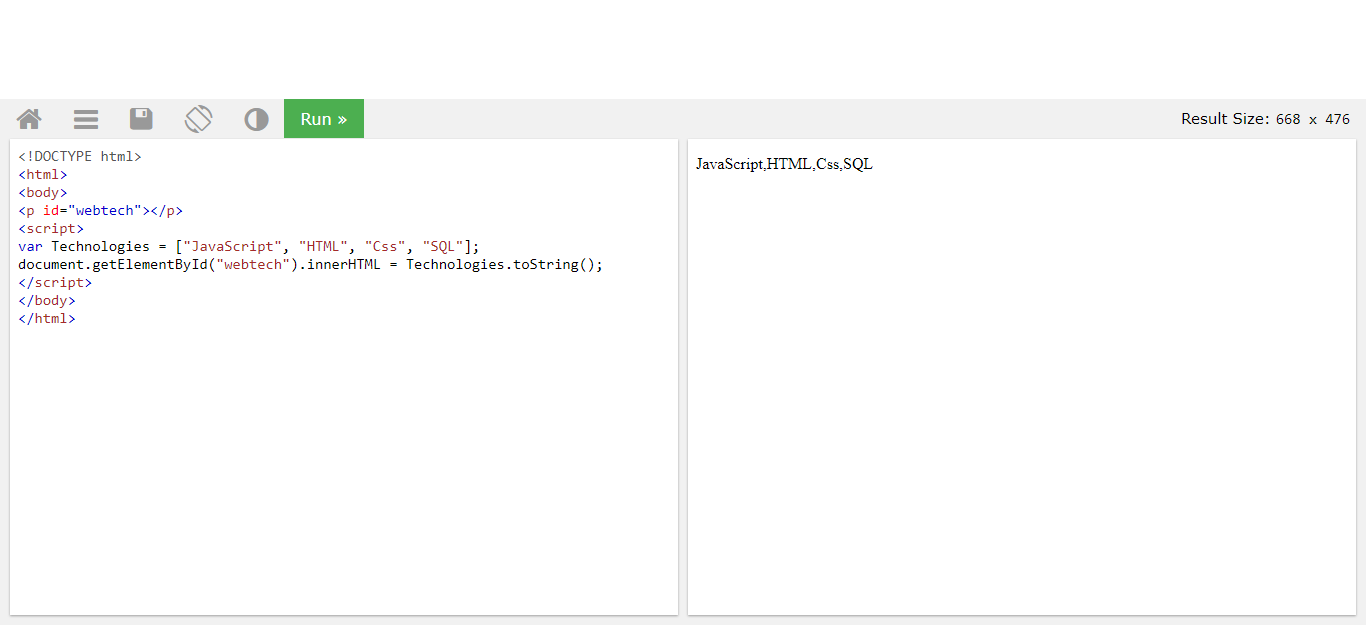 Run »
Result Size: 668 x 476
<!DOCTYPE html>
<html>
<body>
<p id="webtech"></p>
<script>
var Technologies = ["JavaScript", "HTML", "Css", "SQL"];
document.getElementById("webtech").innerHTML = Technologies.toString();
</script>
</body>
</html>
JavaScript,HTML,Css,SQL